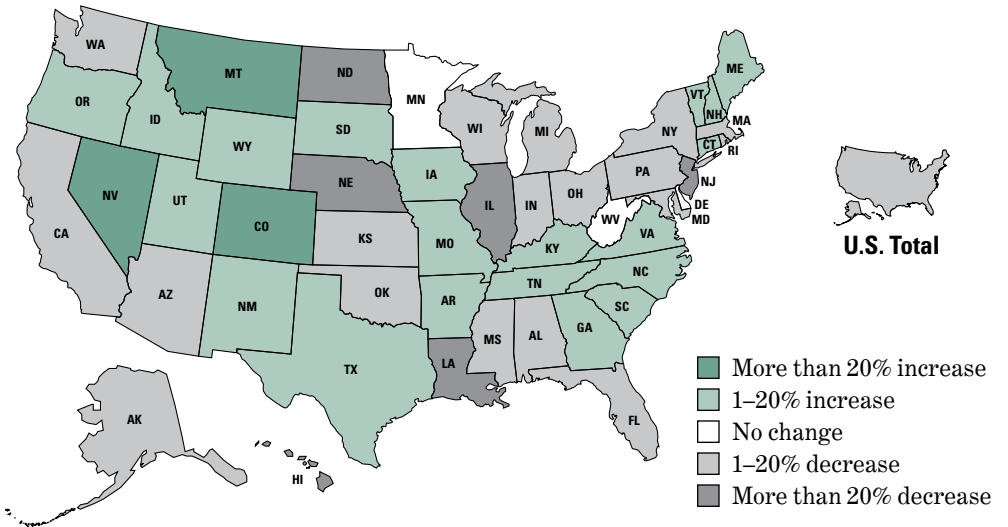 WA
MT
ND
MN
ME
OR
ID
SD
WI
MI
VT
NH
MA
NY
WY
CT
RI
IA
NE
PA
NJ
NV
UT
IL
IN
OH
DE
MD
WV
CA
CO
KS
MO
KY
VA
U.S. Total
NC
TN
AZ
NM
OK
AR
SC
MS
AL
GA
TX
LA
More than 20% increase
1–20% increase
AK
FL
No change
1–20% decrease
HI
More than 20% decrease